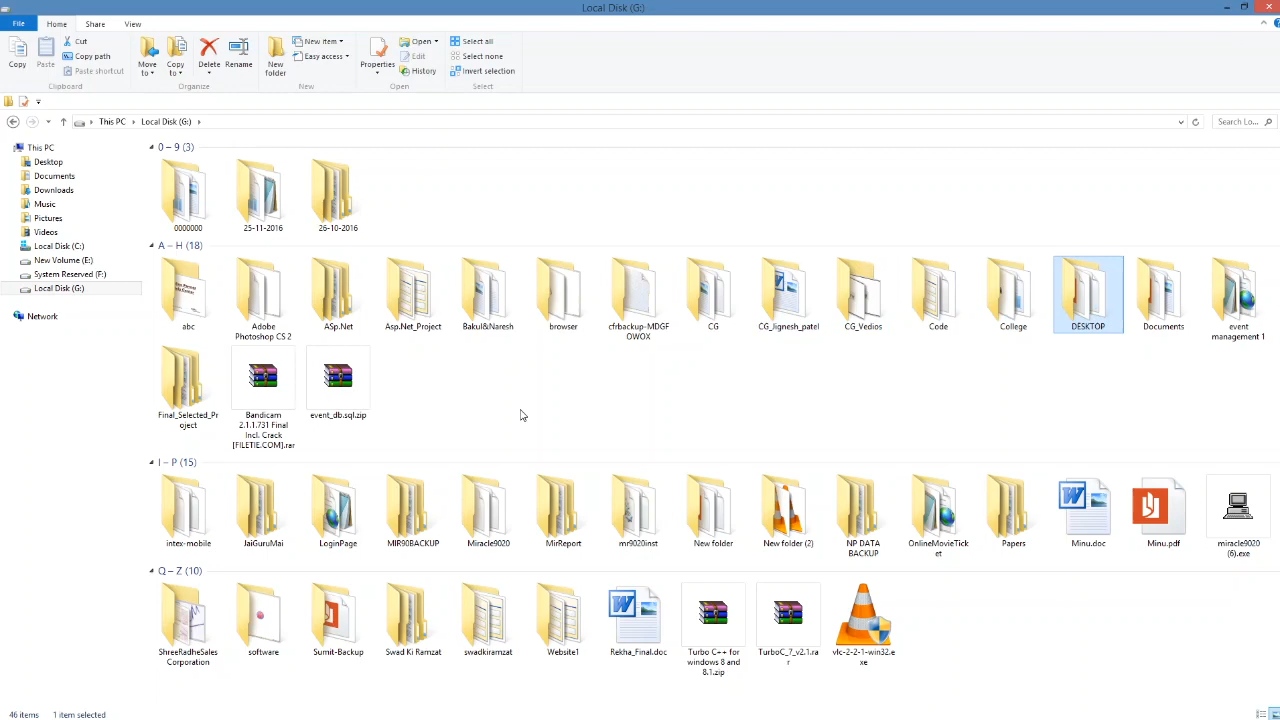 Local Disk (G:)
File Home Share View
Copy
Paste
Cut
Copy path
Paste shortcut
Clipboard
Move to
Copy to
Delete
Rename
Organize
New folder
New item
Easy access
New
Properties
Open
Edit
History
Open
Select all
Select none
Invert selection
Select
This PC Local Disk (G:)
Search Lo...
This PC
Desktop
Documents
Downloads
Music
Pictures
Videos
Local Disk (C:)
New Volume (E:)
System Reserved (F:)
Local Disk (G:)
Network
0 – 9 (3)
0000000
25-11-2016
26-10-2016
A – H (18)
abc
Adobe
Photoshop CS 2
ASp.Net
Asp.Net_Project
Bakul&Naresh
browser
cfrbackup-MDGF
OWOX
CG
CG_Jignesh_patel
CG_Vedios
Code
College
DESKTOP
Documents
event
management 1
Final_Selected_Pr
oject
Bandicam
2.1.1.731 Final
Incl. Crack
[FILETIE.COM].rar
event_db.sql.zip
I – P (15)
intex-mobile
JaiGuruMai
LoginPage
MIR90BACKUP
Miracle9020
MirReport
mr9020inst
New folder
New folder (2)
NP DATA
BACKUP
OnlineMovieTick
et
Papers
Minu.doc
Minu.pdf
miracle9020
(6).exe
Q – Z (10)
ShreeRadheSales
Corporation
software
Sumit-Backup
Swad Ki Ramzat
swadkiramzat
Website1
Rekha_Final.doc
Turbo C++ for
windows 8 and
8.1.zip
TurboC_7_v2.1.ra
r
vlc-2-2-1-win32.e
xe
46 items 1 item selected